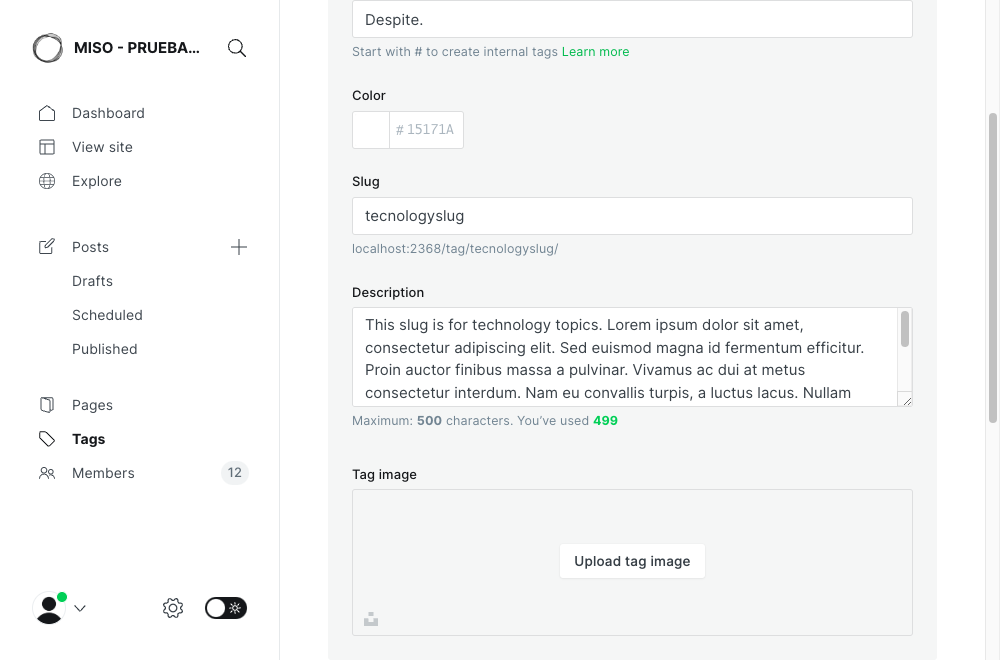 MISO - PRUEBA...
Dashboard
View site
Explore
Posts
Drafts
Scheduled
Published
Pages
Tags
Members
12
Despite.
Start with # to create internal tags Learn more
Color
# 15171A
Slug
tecnologyslug
localhost:2368/tag/tecnologyslug/
Description
This slug is for technology topics. Lorem ipsum dolor sit amet,
consectetur adipiscing elit. Sed euismod magna id fermentum efficitur.
Proin auctor finibus massa a pulvinar. Vivamus ac dui at metus
consectetur interdum. Nam eu convallis turpis, a luctus lacus. Nullam
Maximum: 500 characters. You’ve used 499
Tag image
Upload tag image